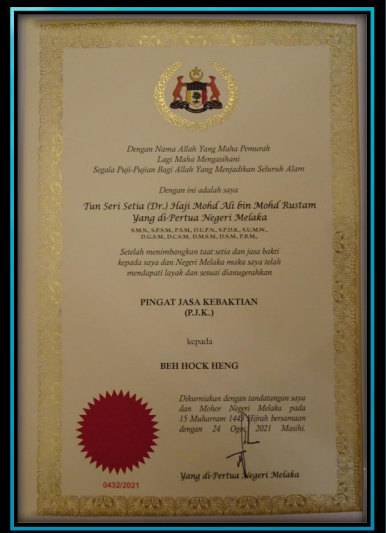 Dengan Nama Allah Yang Maha Pemurah
Lagi Maha Mengasihani
Segala Puji-Pujian Bagi Allah Yang Menjadikan Seluruh Alam
Dengan ini adalah saya
Tun Seri Setia (Dr.) Haji Mohd Ali bin Mohd Rustam
Yang di-Pertua Negeri Melaka
S.M.N., S.P.S.M., P.S.M., D.U.P.N., S.P.D.K., S.U.M.W.,
D.G.S.M., D.C.S.M., D.M.S.M., D.S.M., P.B.M.,
Setelah menimbangkan taat setia dan jasa bakti
kepada saya dan Negeri Melaka maka saya telah
mendapati layak dan sesuai dianugerahkan
PINGAT JASA KEBAKTIAN
(P.J.K.)
kepada
BEH HOCK HENG
Dikurniakan dengan tandatangan saya
dan Mohor Negeri Melaka pada
15 Muharram 1443 Hijrah bersamaan
dengan 24 Ogos 2021 Masihi.
Yang di-Pertua Negeri Melaka
0432/2021